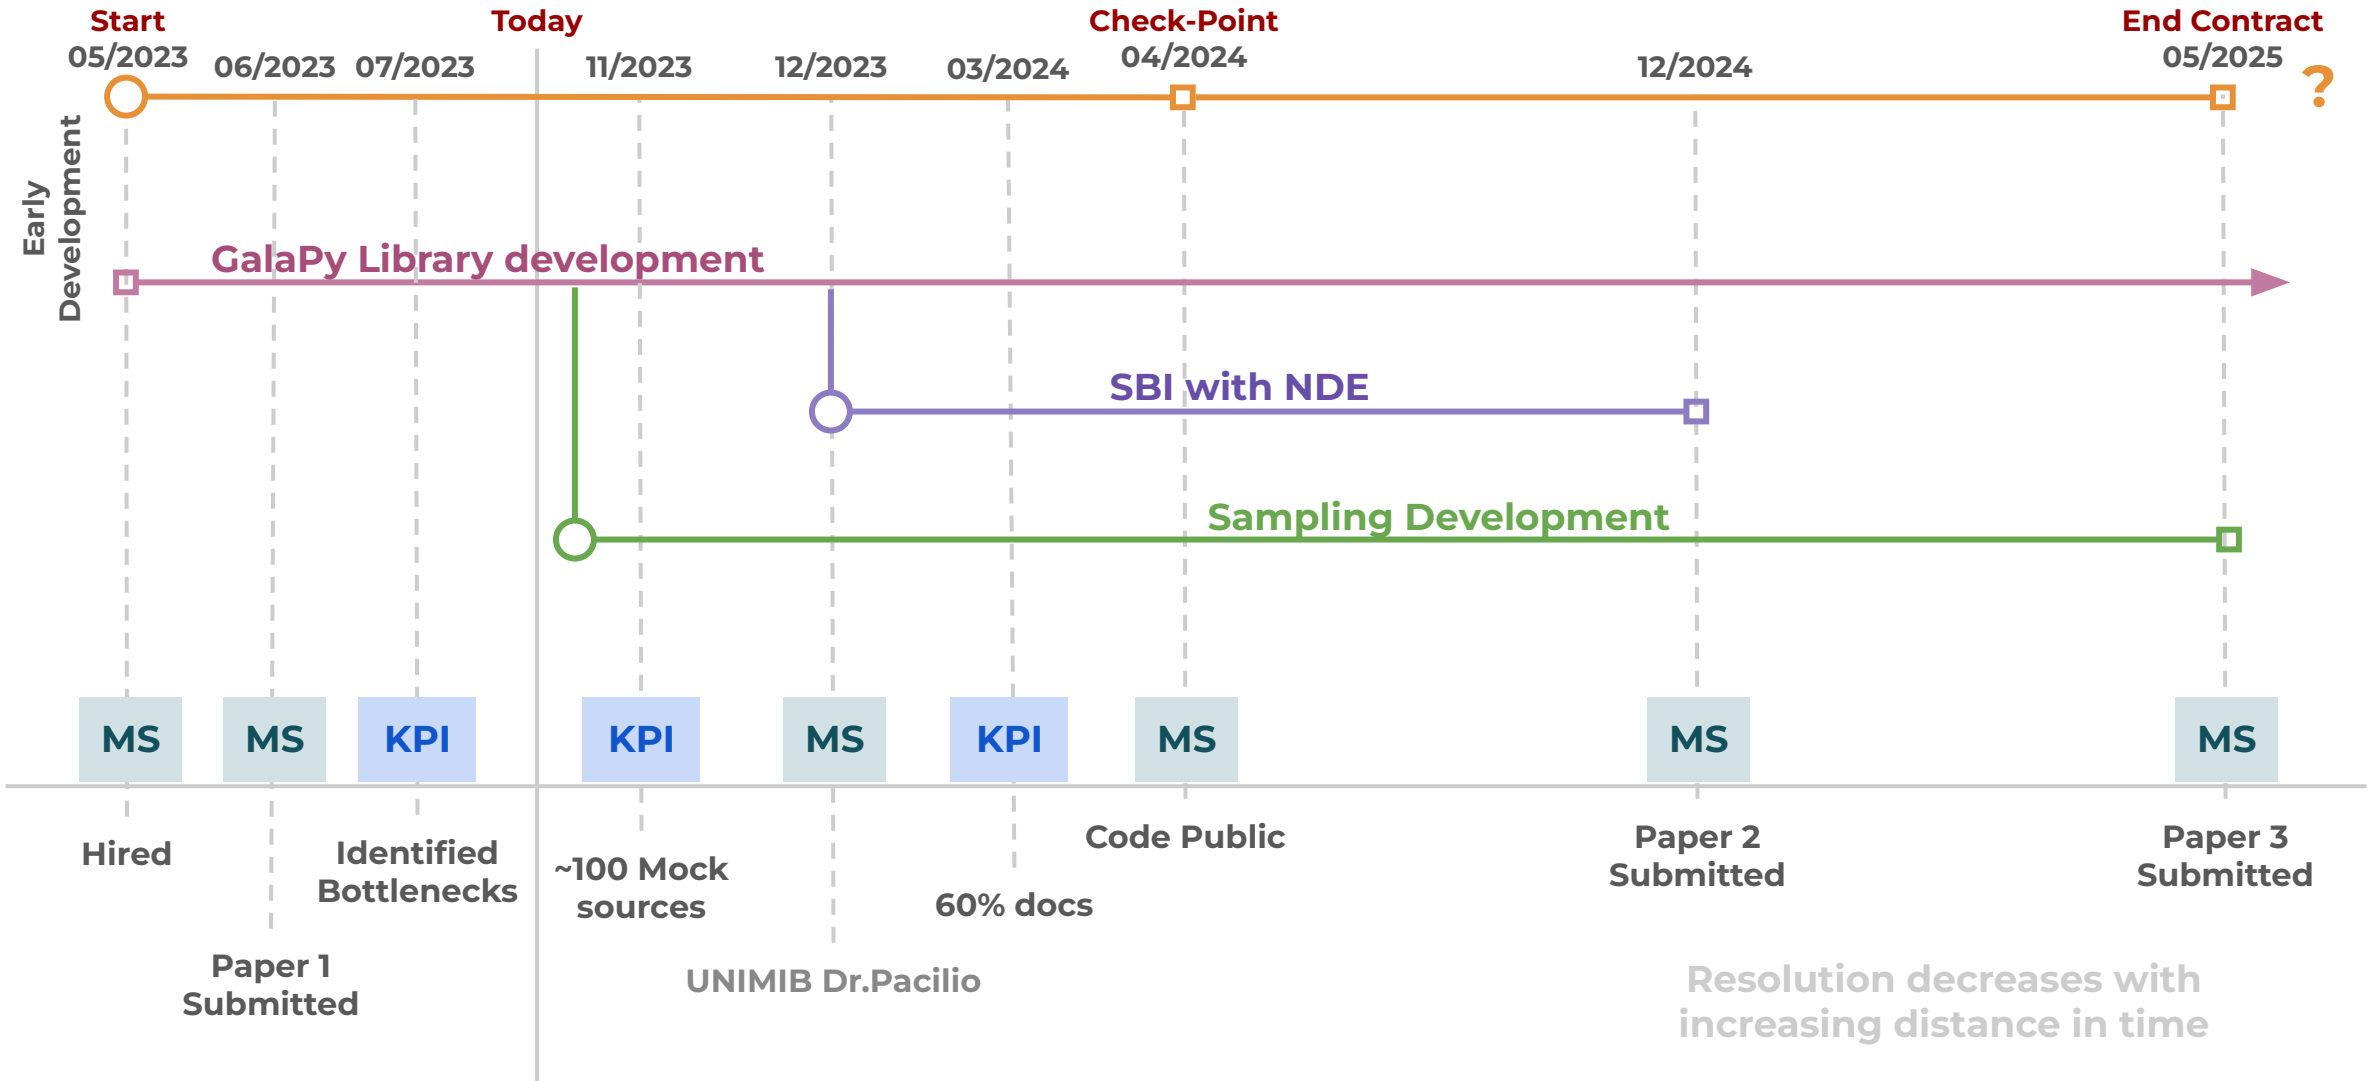 Start
Today
Check-Point
End Contract
05/2023
06/2023
07/2023
11/2023
12/2023
03/2024
04/2024
12/2024
05/2025
?
Early
Development
GalaPy Library development
SBI with NDE
Sampling Development
MS
MS
KPI
KPI
MS
KPI
MS
MS
MS
Hired
Paper 1
Submitted
Identified
Bottlenecks
~100 Mock
sources
UNIMIB Dr.Pacilio
60% docs
Code Public
Paper 2
Submitted
Paper 3
Submitted
Resolution decreases with
increasing distance in time